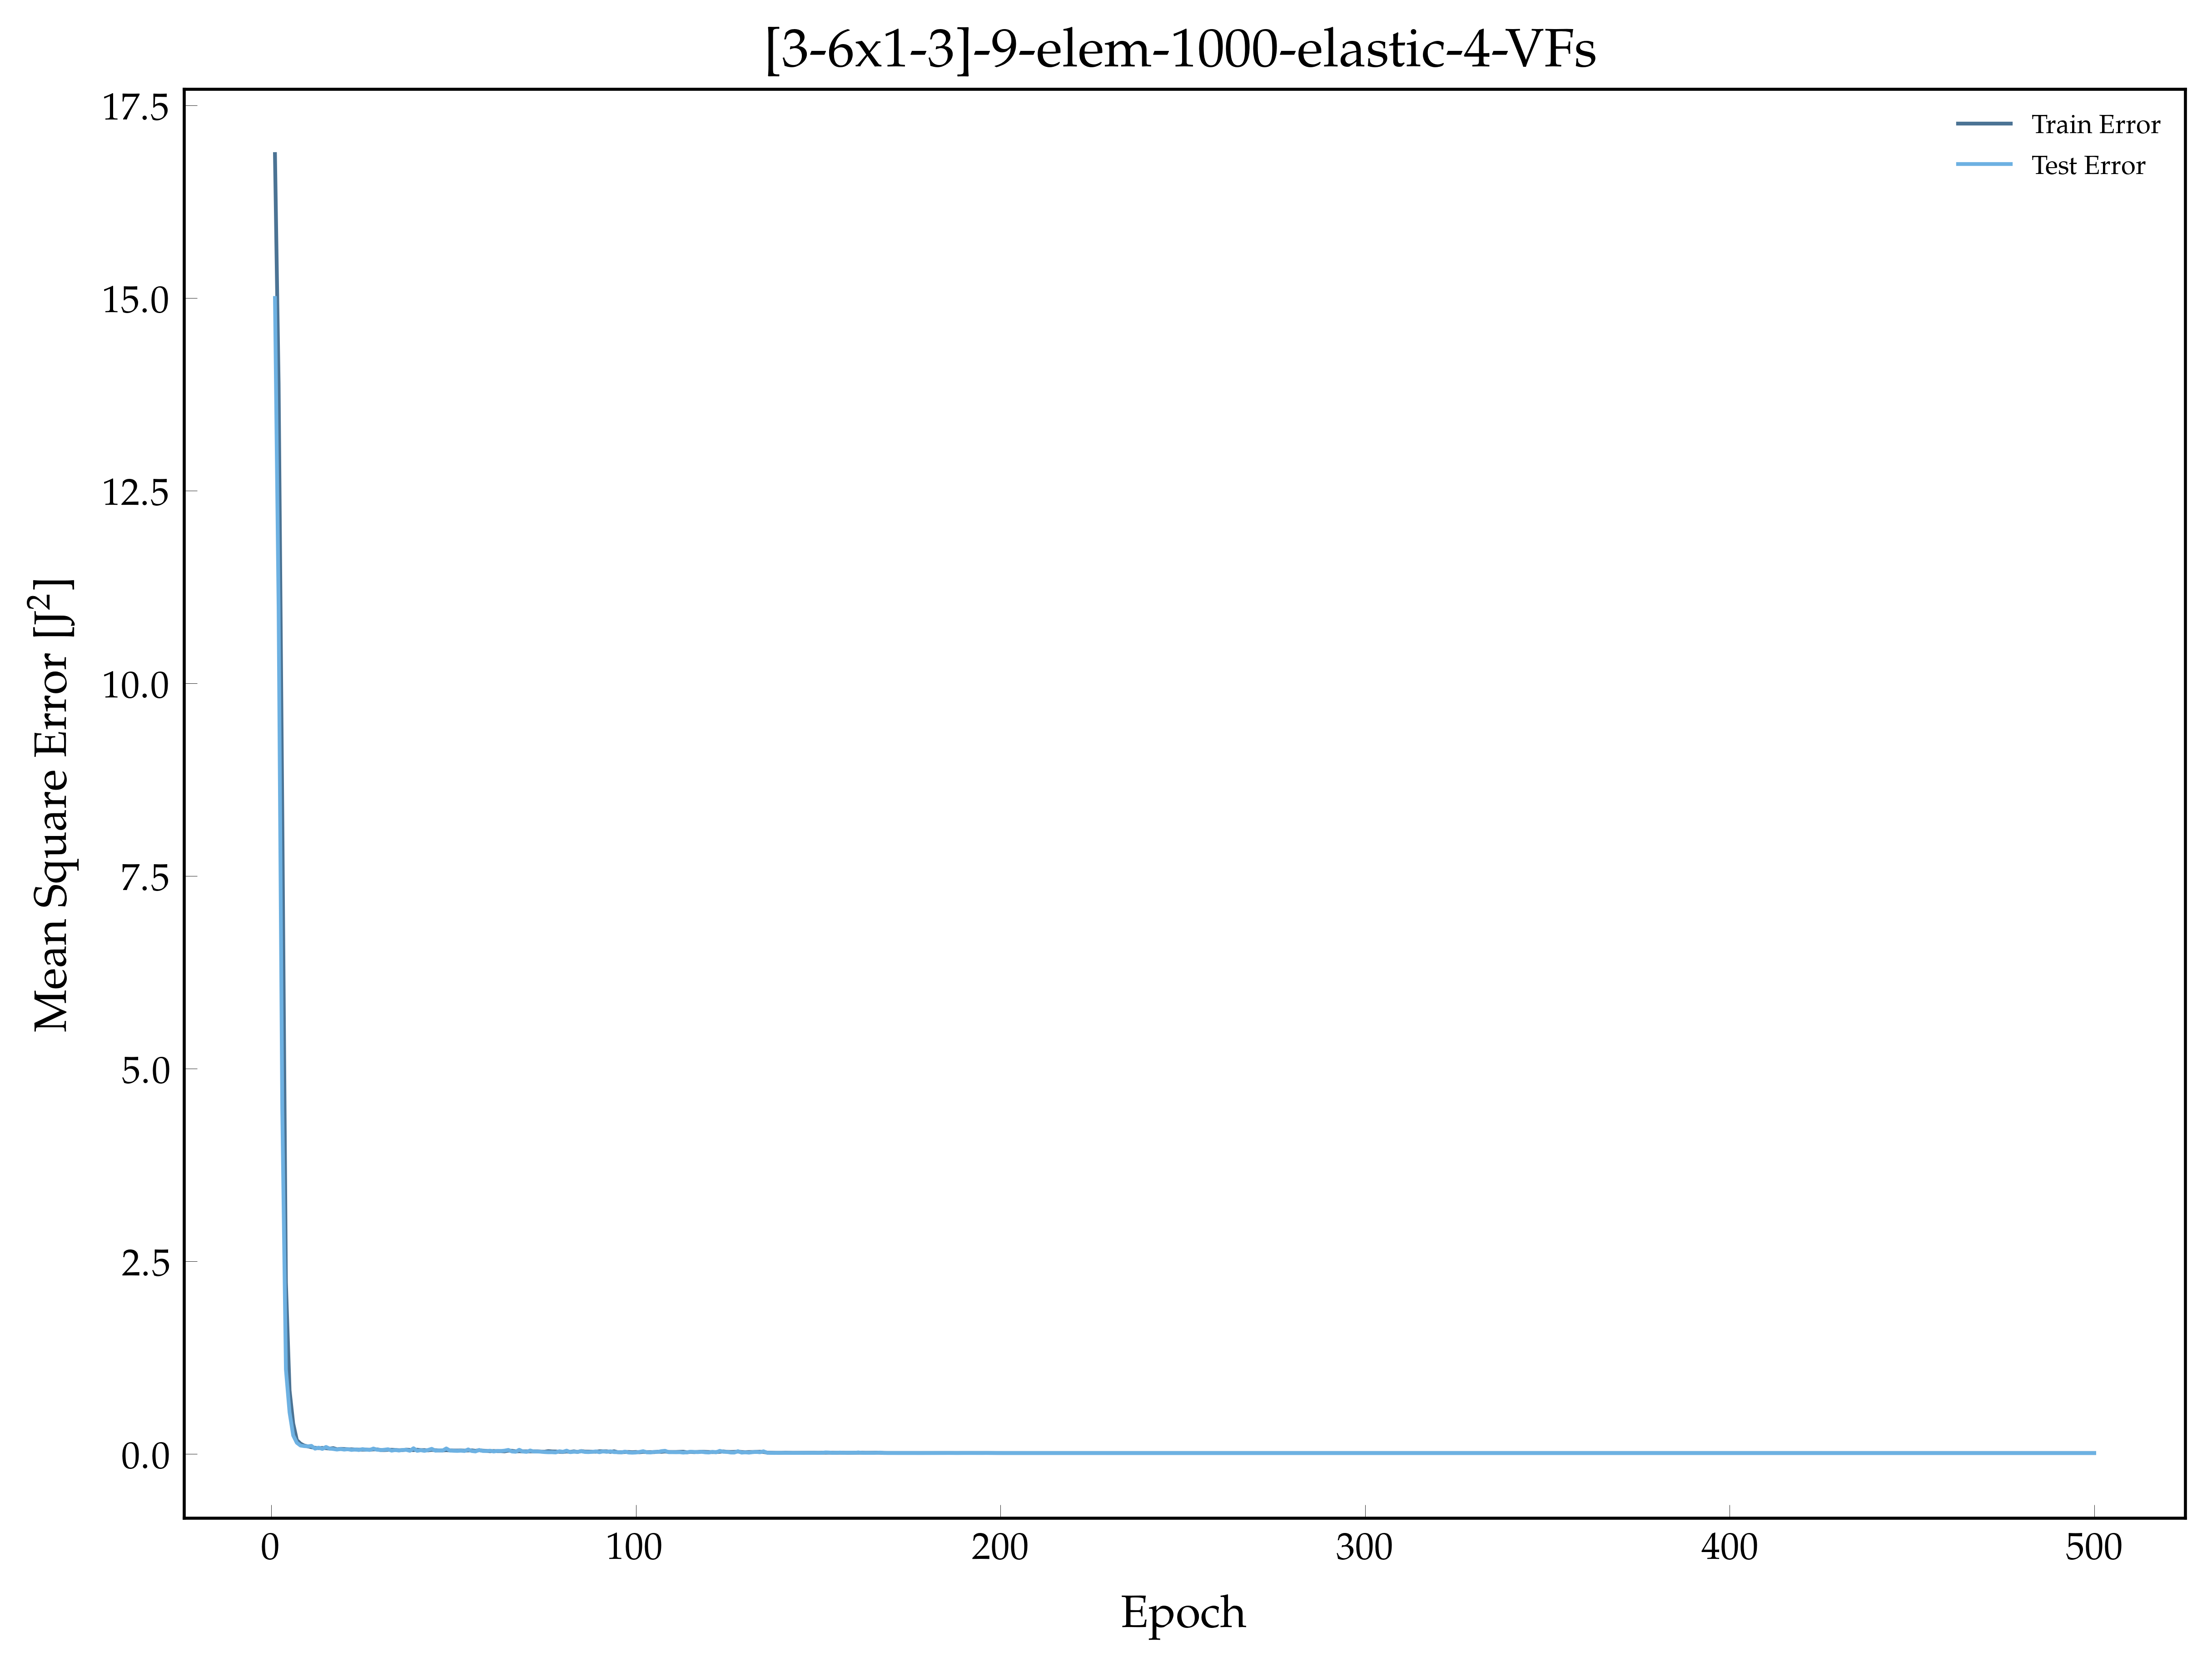 [3-6x1-3]-9-elem-1000-elastic-4-VFs
17.5
15.0
12.5
10.0
7.5
5.0
2.5
0.0
Mean Square Error [J²]
Train Error
Test Error
0 100 200 300 400 500
Epoch